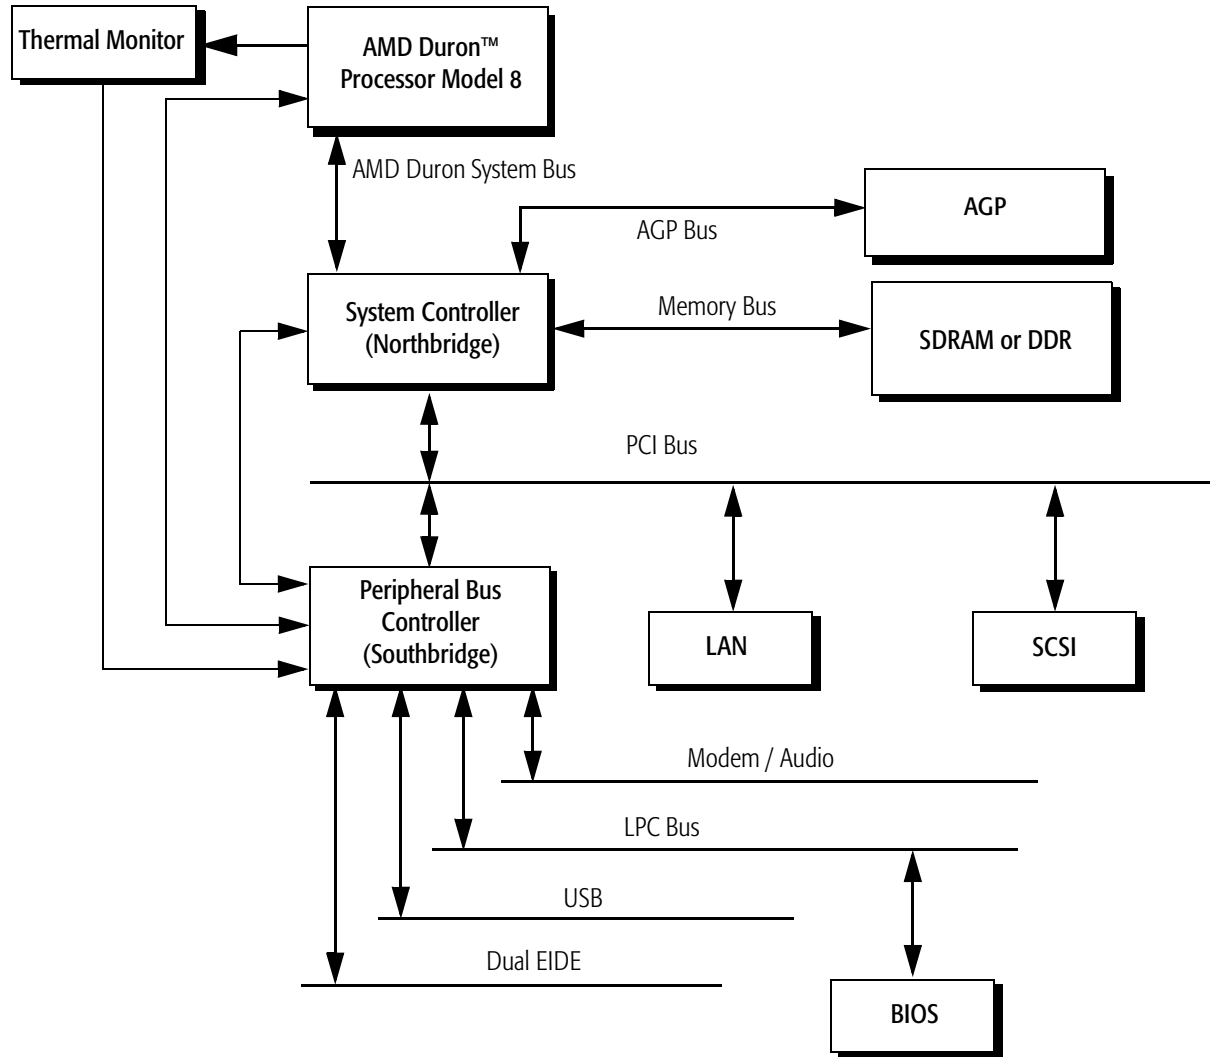 Thermal Monitor
AMD Duron™
Processor Model 8
AMD Duron System Bus
AGP
AGP Bus
System Controller
(Northbridge)
Memory Bus
SDRAM or DDR
PCI Bus
Peripheral Bus
Controller
(Southbridge)
LAN
SCSI
Modem / Audio
LPC Bus
USB
Dual EIDE
BIOS